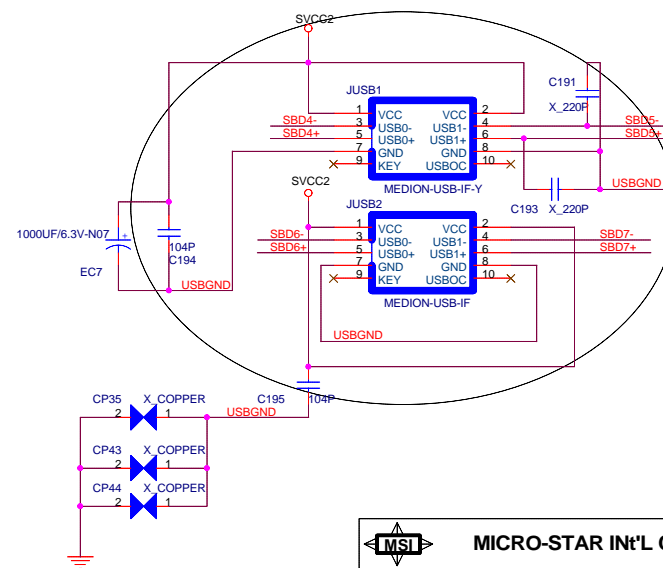 SVCC2
C191
X_220P
JUSB1
1 VCC VCC 2
SBD4- 3 USB0- USB1- 4 SBD5-
SBD4+ 5 USB0+ USB1+ 6 SBD5+
7 GND GND 8
9 KEY USBOC 10
MEDION-USB-IF-Y
USBGND
SVCC2
C193 X_220P
JUSB2
1 VCC VCC 2
SBD6- 3 USB0- USB1- 4 SBD7-
SBD6+ 5 USB0+ USB1+ 6 SBD7+
7 GND GND 8
9 KEY USBOC 10
MEDION-USB-IF
1000UF/6.3V-N07
+
104P
C194
EC7
USBGND
USBGND
C195 104P
CP35 X_COPPER
2 1
USBGND
CP43 X_COPPER
2 1
CP44 X_COPPER
2 1
MSI
MICRO-STAR INt'L